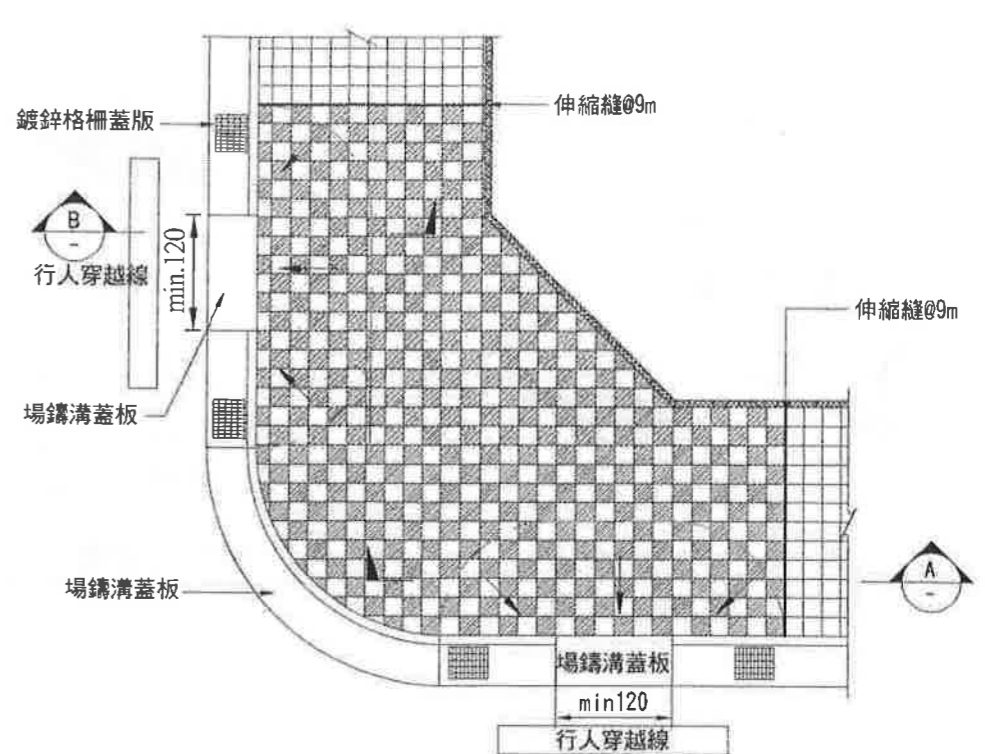 伸縮縫@9m
鍍鋅格柵蓋版
B
-
行人穿越線
min.120
伸縮縫@9m
場鑄溝蓋板
場鑄溝蓋板
A
-
場鑄溝蓋板
min120
行人穿越線